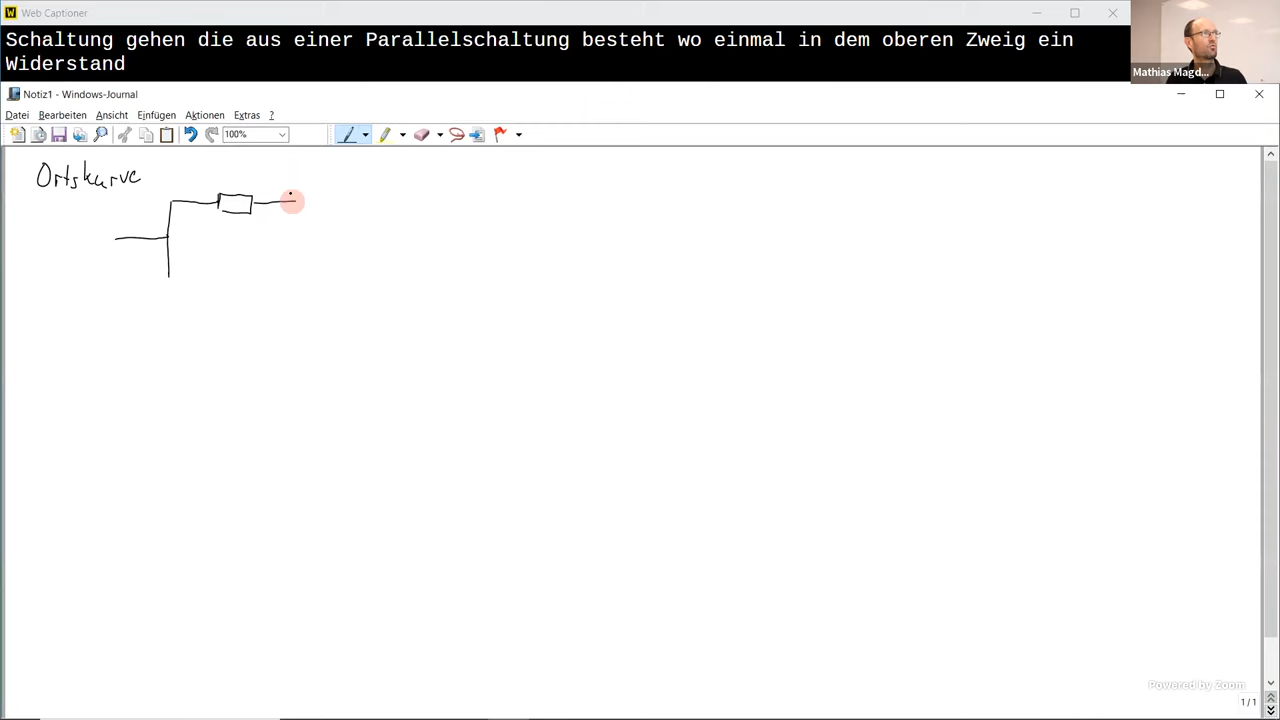 Web Captioner
Schaltung gehen die aus einer Parallelschaltung besteht wo einmal in dem oberen Zweig ein
Widerstand
Mathias Magd...
Notiz1 - Windows-Journal
Datei Bearbeiten Ansicht Einfügen Aktionen Extras ?
100%
Ortskurve
Powered by Zoom
1/1